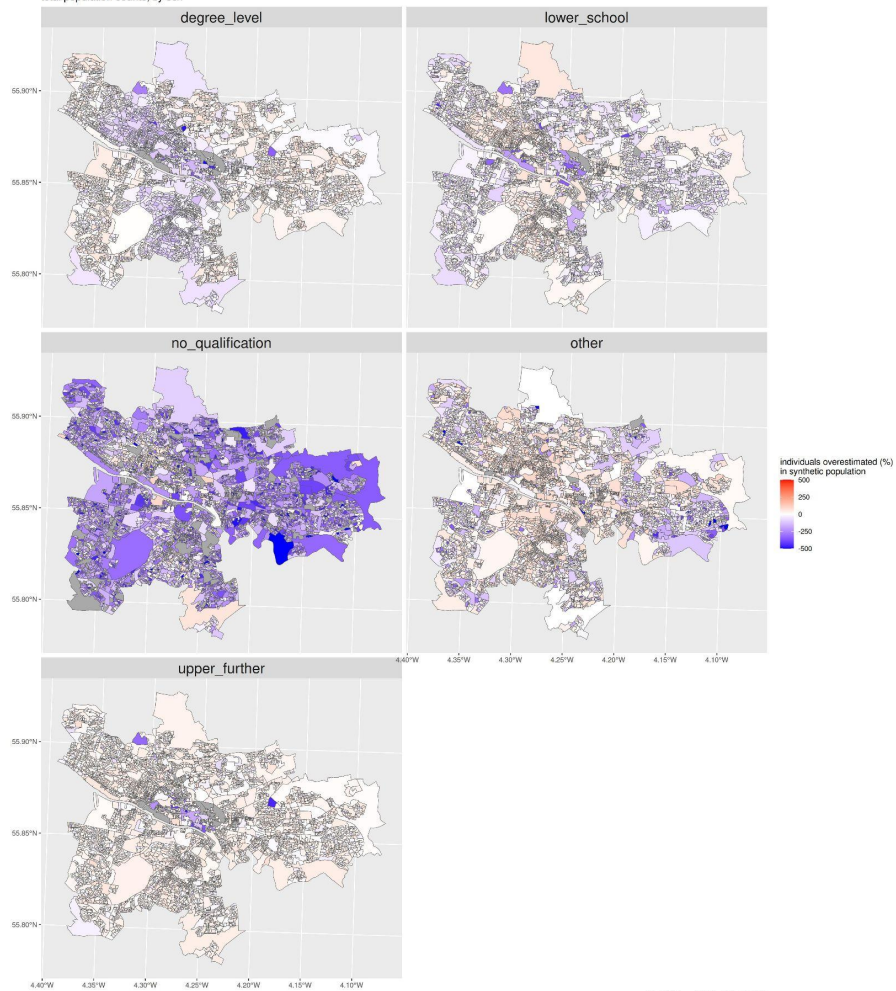 degree_level lower_school
55.90°N
55.85°N
55.80°N
no_qualification other
individuals overestimated (%)
in synthetic population
500
250
0
-250
-500
55.90°N
55.85°N
55.80°N
4.40°W 4.35°W 4.30°W 4.25°W 4.20°W 4.15°W 4.10°W
upper_further
55.90°N
55.85°N
55.80°N
4.40°W 4.35°W 4.30°W 4.25°W 4.20°W 4.15°W 4.10°W